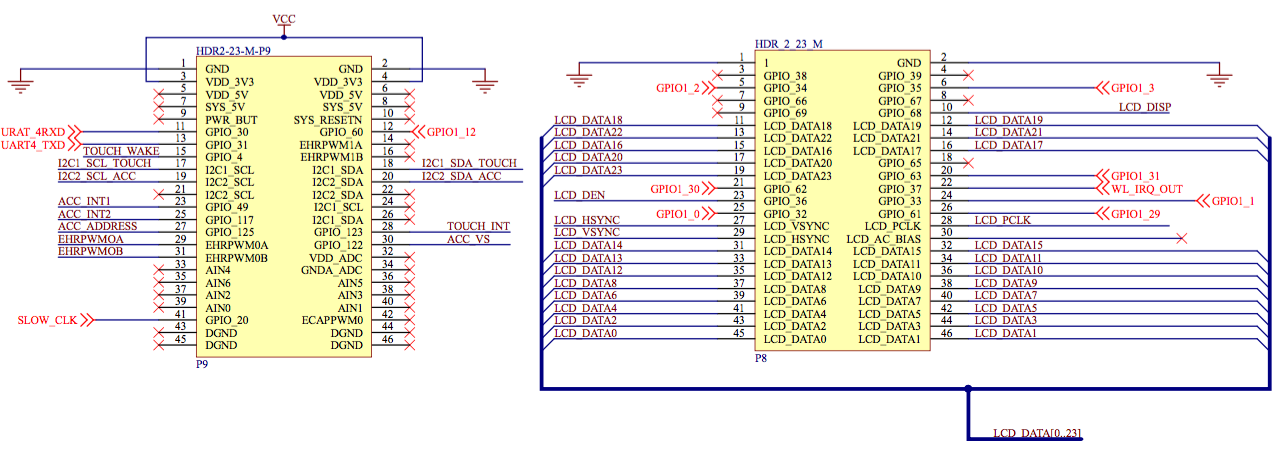 VCC
HDR2-23-M-P9
1 GND GND 2
3 VDD_3V3 VDD_3V3 4
5 VDD_5V VDD_5V 6
7 SYS_5V SYS_5V 8
9 PWR_BUT SYS_RESETN 10
URAT_4RXD 11 GPIO_30 GPIO_60 12 GPIO1_12
UART4_TXD 13 GPIO_31 EHRPWM1A 14
TOUCH_WAKE 15 GPIO_4 EHRPWM1B 16
I2C1_SCL_TOUCH 17 I2C1_SCL I2C1_SDA 18 I2C1_SDA_TOUCH
I2C2_SCL_ACC 19 I2C2_SCL I2C2_SDA 20 I2C2_SDA_ACC
21 I2C2_SCL I2C2_SDA 22
ACC_INT1 23 GPIO_49 I2C1_SCL 24
ACC_INT2 25 GPIO_117 I2C1_SDA 26
ACC_ADDRESS 27 GPIO_125 GPIO_123 28 TOUCH_INT
EHRPWMOA 29 EHRPWM0A GPIO_122 30 ACC_VS
EHRPWMOB 31 EHRPWM0B VDD_ADC 32
33 AIN4 GNDA_ADC 34
35 AIN6 AIN5 36
37 AIN2 AIN3 38
39 AIN0 AIN1 40
SLOW_CLK 41 GPIO_20 ECAPPWM0 42
43 DGND DGND 44
45 DGND DGND 46
P9
HDR_2_23_M
1 1 GND 2
3 GPIO_38 GPIO_39 4
GPIO1_2 5 GPIO_34 GPIO_35 6 GPIO1_3
7 GPIO_66 GPIO_67 8
9 GPIO_69 GPIO_68 10 LCD_DISP
LCD_DATA18 11 LCD_DATA18 LCD_DATA19 12 LCD_DATA19
LCD_DATA22 13 LCD_DATA22 LCD_DATA21 14 LCD_DATA21
LCD_DATA16 15 LCD_DATA16 LCD_DATA17 16 LCD_DATA17
LCD_DATA20 17 LCD_DATA20 GPIO_65 18
LCD_DATA23 19 LCD_DATA23 GPIO_63 20 GPIO1_31
GPIO1_30 21 GPIO_62 GPIO_37 22 WL_IRQ_OUT
LCD_DEN 23 GPIO_36 GPIO_33 24 GPIO1_1
GPIO1_0 25 GPIO_32 GPIO_61 26 GPIO1_29
LCD_HSYNC 27 LCD_VSYNC LCD_PCLK 28 LCD_PCLK
LCD_VSYNC 29 LCD_HSYNC LCD_AC_BIAS 30
LCD_DATA14 31 LCD_DATA14 LCD_DATA15 32 LCD_DATA15
LCD_DATA13 33 LCD_DATA13 LCD_DATA11 34 LCD_DATA11
LCD_DATA12 35 LCD_DATA12 LCD_DATA10 36 LCD_DATA10
LCD_DATA8 37 LCD_DATA8 LCD_DATA9 38 LCD_DATA9
LCD_DATA6 39 LCD_DATA6 LCD_DATA7 40 LCD_DATA7
LCD_DATA4 41 LCD_DATA4 LCD_DATA5 42 LCD_DATA5
LCD_DATA2 43 LCD_DATA2 LCD_DATA3 44 LCD_DATA3
LCD_DATA0 45 LCD_DATA0 LCD_DATA1 46 LCD_DATA1
P8
LCD_DATA[0..23]